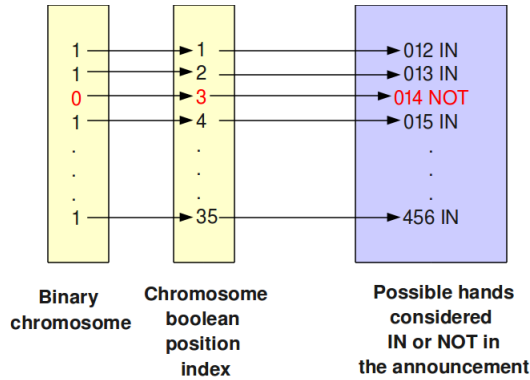 1 1 012 IN
1 2 013 IN
0 3 014 NOT
1 4 015 IN
. . .
. . .
. . .
1 35 456 IN
Binary
chromosome
Chromosome
boolean
position
index
Possible hands
considered
IN or NOT in
the announcement